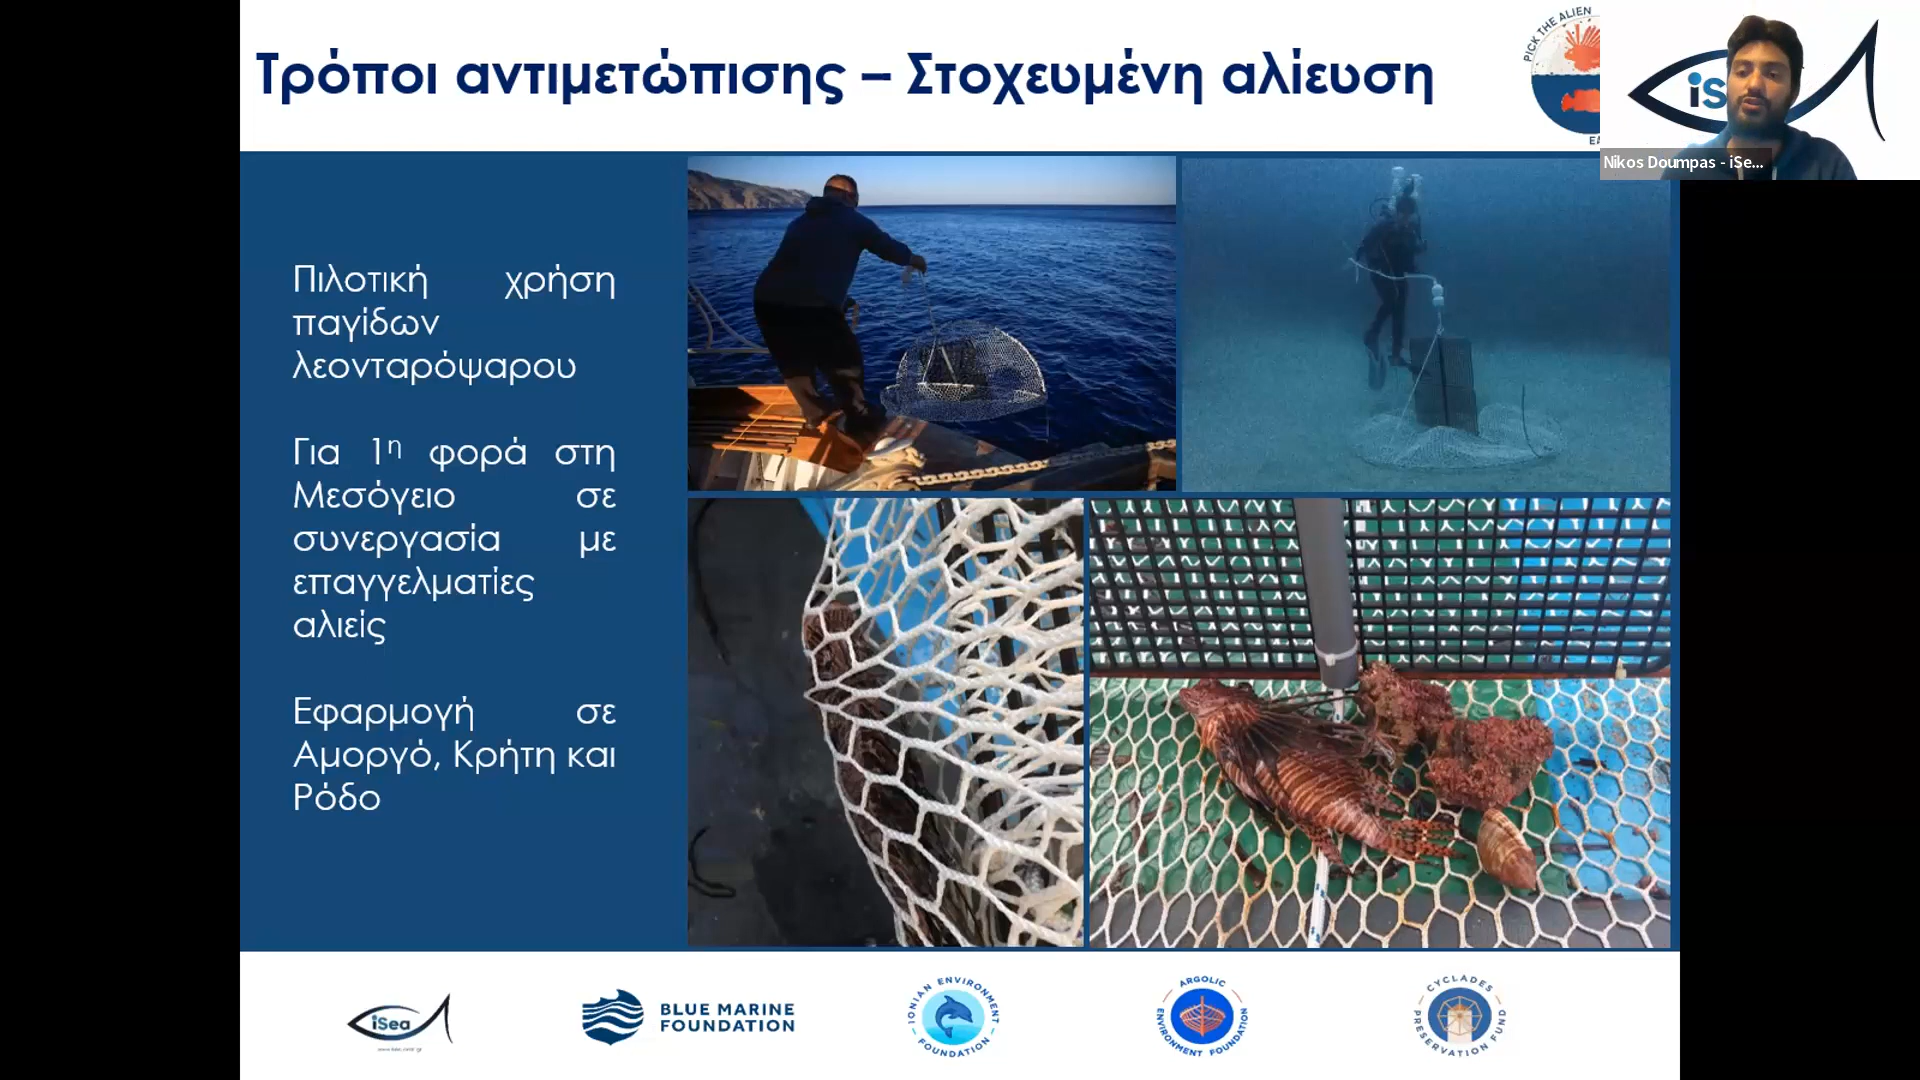 Τρόποι αντιμετώπισης – Στοχευμένη αλίευση
PICK THE ALIEN
EA
iS
Nikos Doumpas - iSe...
Πιλοτική χρήση
παγίδων
λεονταρόψαρου
Για 1η φορά στη
Μεσόγειο σε
συνεργασία με
επαγγελματίες
αλιείς
Εφαρμογή σε
Αμοργό, Κρήτη και
Ρόδο
iSea
BLUE MARINE
FOUNDATION
IONIAN ENVIRONMENT
FOUNDATION
ARGOLIC
ENVIRONMENT FOUNDATION
CYCLADES
PRESERVATION FUND